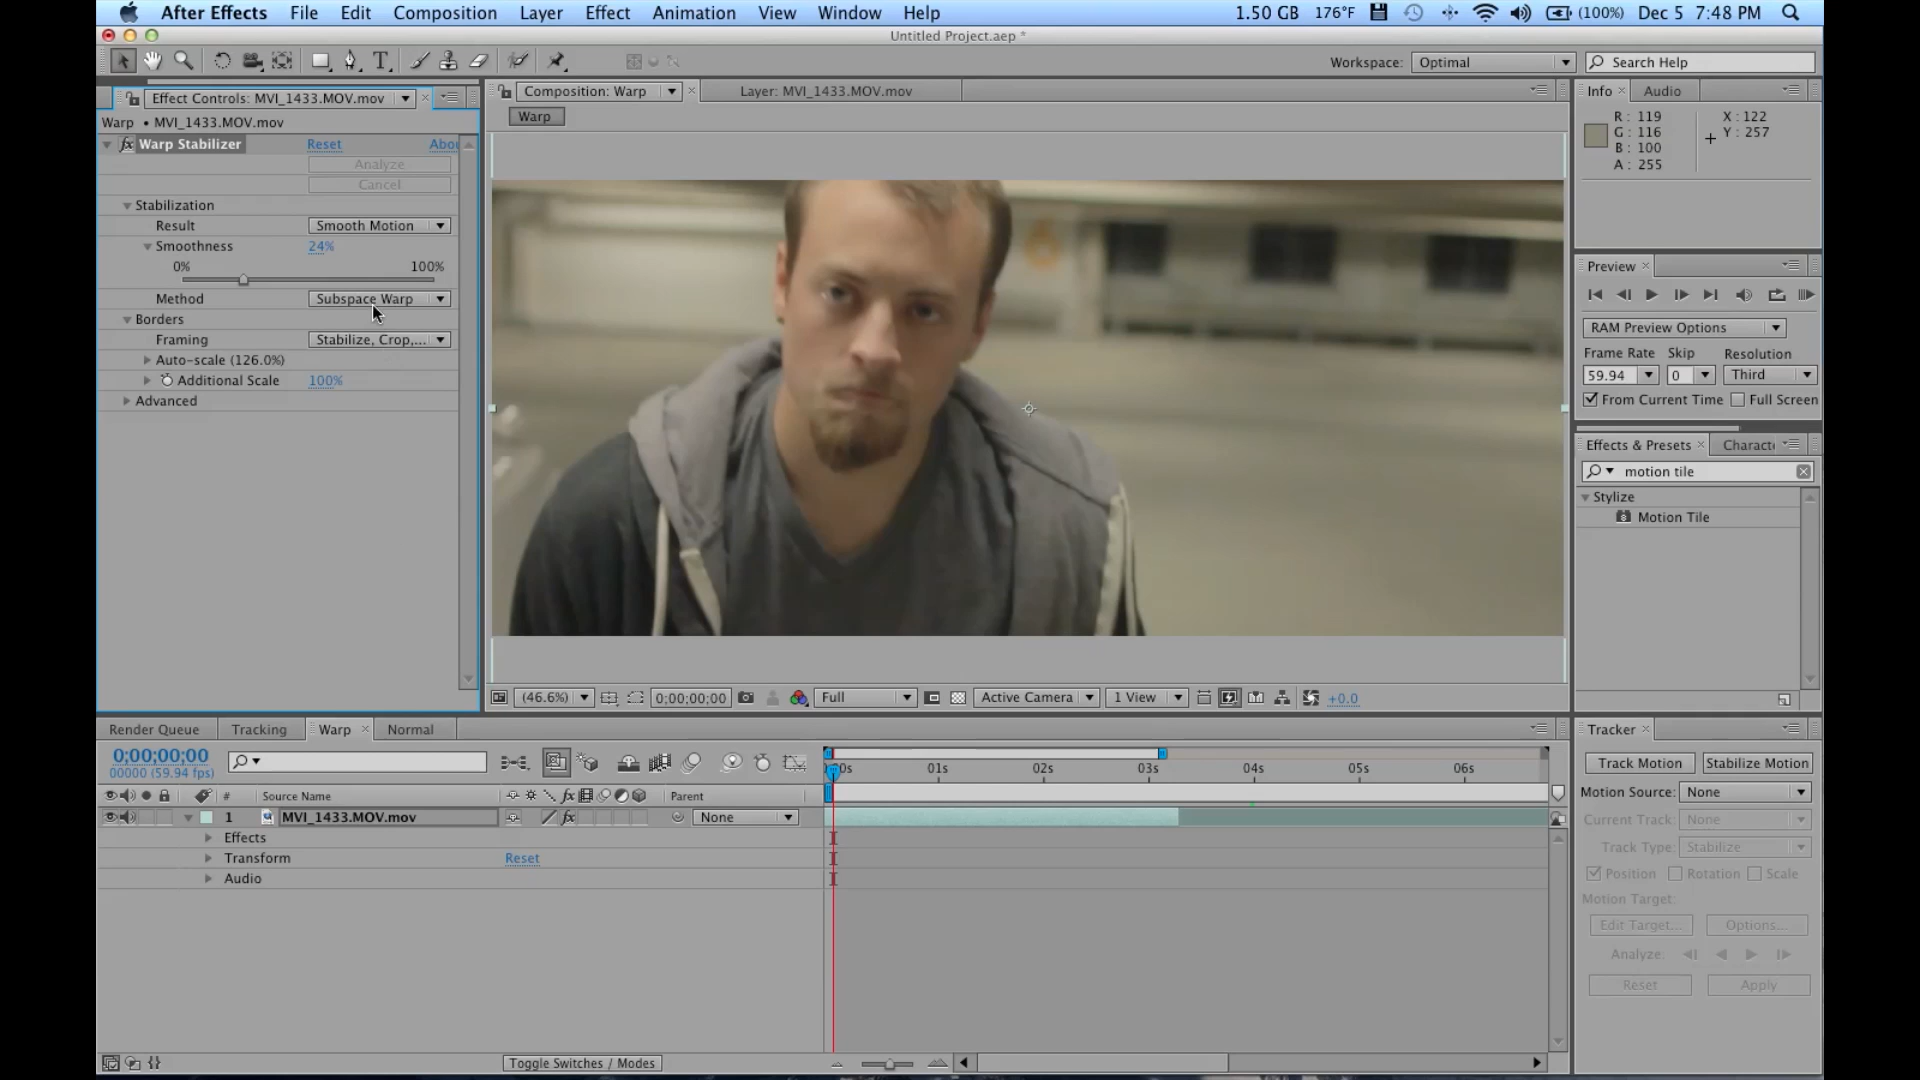 After Effects File Edit Composition Layer Effect Animation View Window Help 1.50 GB 176°F (100%) Dec 5 7:48 PM
Untitled Project.aep *
Workspace: Optimal Search Help
Effect Controls: MVI_1433.MOV.mov
Composition: Warp
Layer: MVI_1433.MOV.mov
Warp • MVI_1433.MOV.mov
Warp
fx Warp Stabilizer Reset Abou
Analyze
Cancel
Stabilization
Result Smooth Motion
Smoothness 24%
0% 100%
Method Subspace Warp
Borders
Framing Stabilize, Crop,...
Auto-scale (126.0%)
Additional Scale 100%
Advanced
6
(46.6%) 0;00;00;00 Full Active Camera 1 View +0.0
Info Audio
R : 119 X : 122
G : 116 Y : 257
B : 100
A : 255
Preview
RAM Preview Options
Frame Rate Skip Resolution
59.94 0 Third
From Current Time Full Screen
Effects & Presets Charact
motion tile
Stylize
Motion Tile
Render Queue Tracking Warp Normal
0;00;00;00
00000 (59.94 fps)
00s 01s 02s 03s 04s 05s 06s
# Source Name fx Parent
1 MVI_1433.MOV.mov fx None
Effects
Transform Reset
Audio
Toggle Switches / Modes
Tracker
Track Motion Stabilize Motion
Motion Source: None
Current Track: None
Track Type: Stabilize
Position Rotation Scale
Motion Target:
Edit Target... Options...
Analyze:
Reset Apply